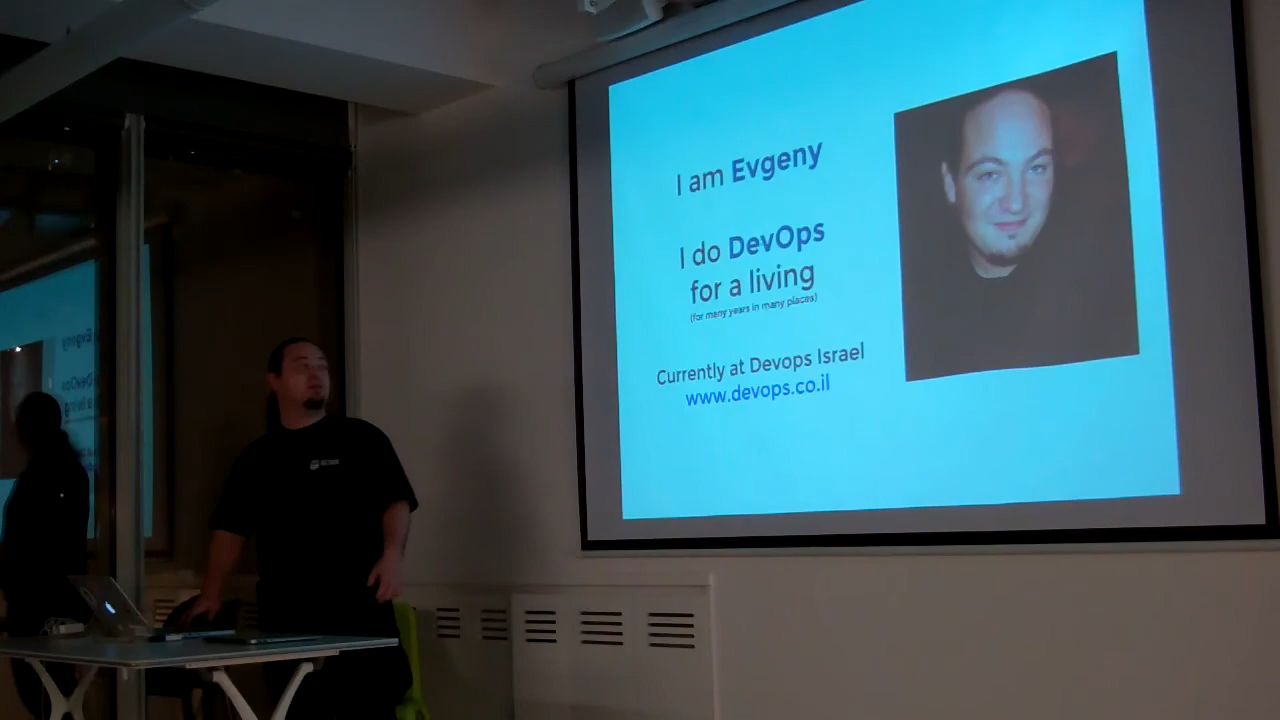 I am Evgeny
I do DevOps
for a living
(for many years in many places)
Currently at Devops Israel
www.devops.co.il